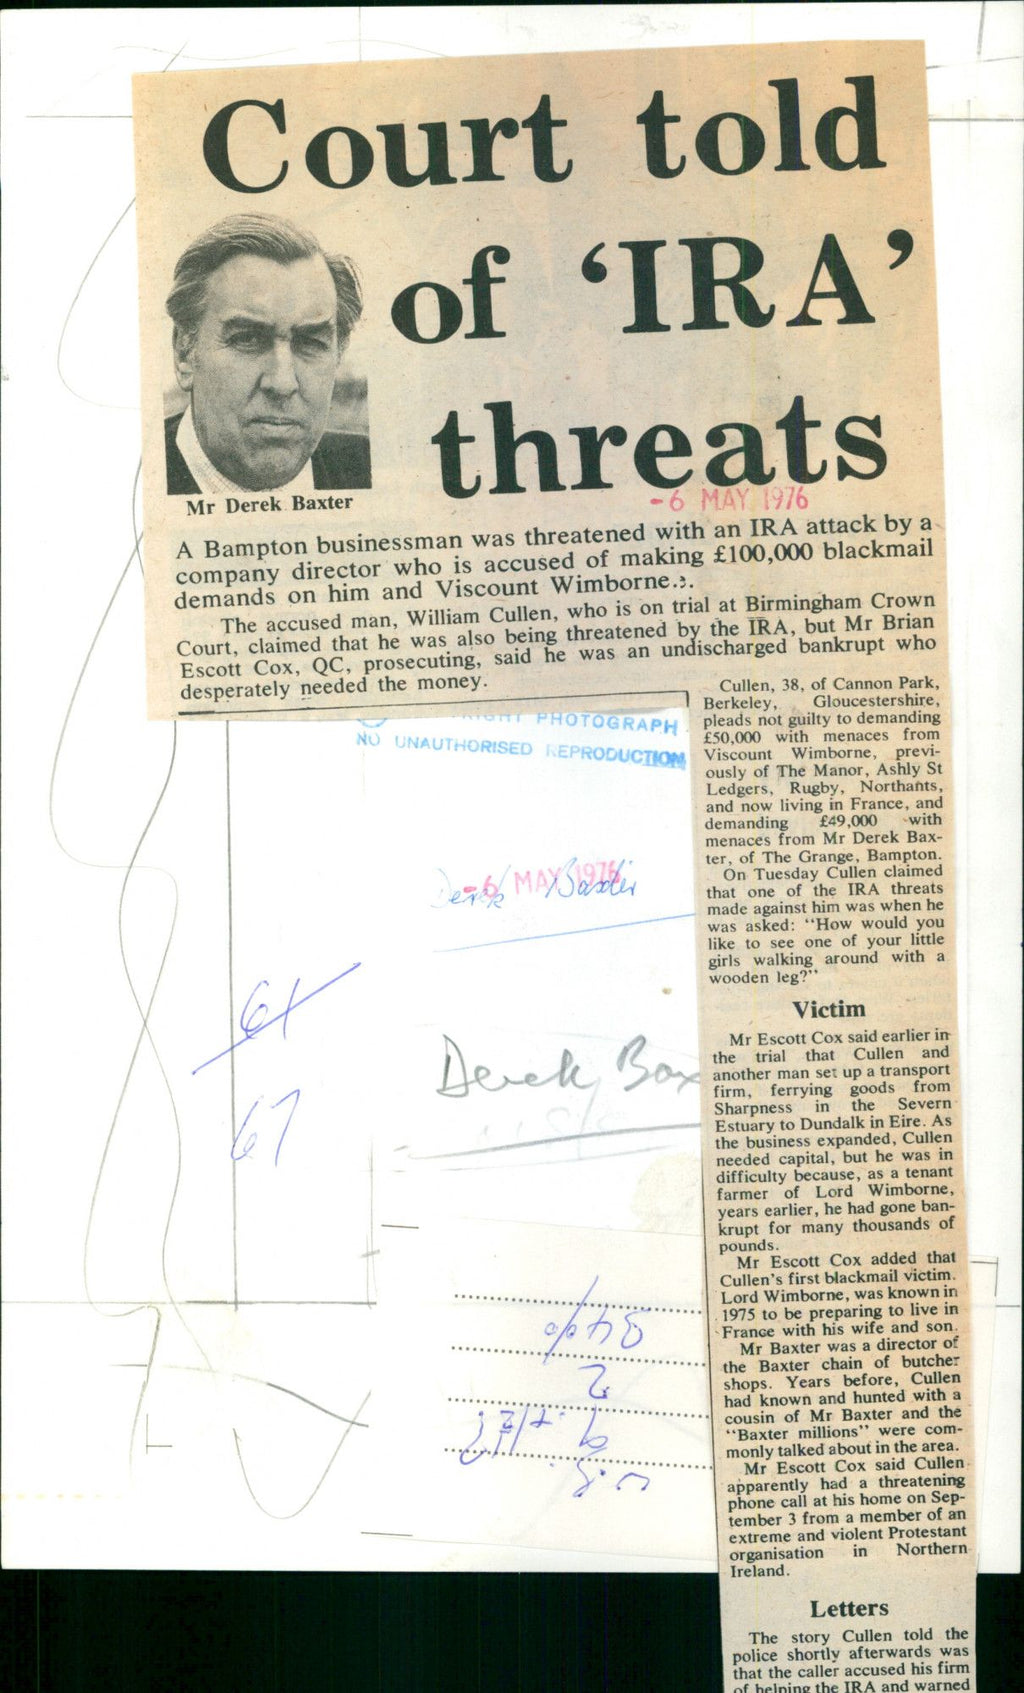 Court told
of ‘IRA’
threats
Mr Derek Baxter
-6 MAY 1976
A Bampton businessman was threatened with an IRA attack by a
company director who is accused of making £100,000 blackmail
demands on him and Viscount Wimborne.
The accused man, William Cullen, who is on trial at Birmingham Crown
Court, claimed that he was also being threatened by the IRA, but Mr Brian
Escott Cox, QC, prosecuting, said he was an undischarged bankrupt who
desperately needed the money.
Cullen, 38, of Cannon Park,
Berkeley, Gloucestershire,
pleads not guilty to demanding
£50,000 with menaces from
Viscount Wimborne, previ-
ously of The Manor, Ashly St
Ledgers, Rugby, Northants,
and now living in France, and
demanding £49,000 with
menaces from Mr Derek Bax-
ter, of The Grange, Bampton.
On Tuesday Cullen claimed
that one of the IRA threats
made against him was when he
was asked: “How would you
like to see one of your little
girls walking around with a
wooden leg?”
Victim
Mr Escott Cox said earlier in
the trial that Cullen and
another man set up a transport
firm, ferrying goods from
Sharpness in the Severn
Estuary to Dundalk in Eire. As
the business expanded, Cullen
needed capital, but he was in
difficulty because, as a tenant
farmer of Lord Wimborne,
years earlier, he had gone ban-
krupt for many thousands of
pounds.
Mr Escott Cox added that
Cullen's first blackmail victim.
Lord Wimborne, was known in
1975 to be preparing to live in
France with his wife and son.
Mr Baxter was a director of
the Baxter chain of butcher
shops. Years before, Cullen
had known and hunted with a
cousin of Mr Baxter and the
“Baxter millions” were com-
monly talked about in the area.
Mr Escott Cox said Cullen
apparently had a threatening
phone call at his home on Sep-
tember 3 from a member of an
extreme and violent Protestant
organisation in Northern
Ireland.
Letters
The story Cullen told the
police shortly afterwards was
that the caller accused his firm
of helping the IRA and warned
PHOTOGRAPH
NO UNAUTHORISED REPRODUCTION
-6 MAY 1976
Derek Baxter
61
Derek Bax
67